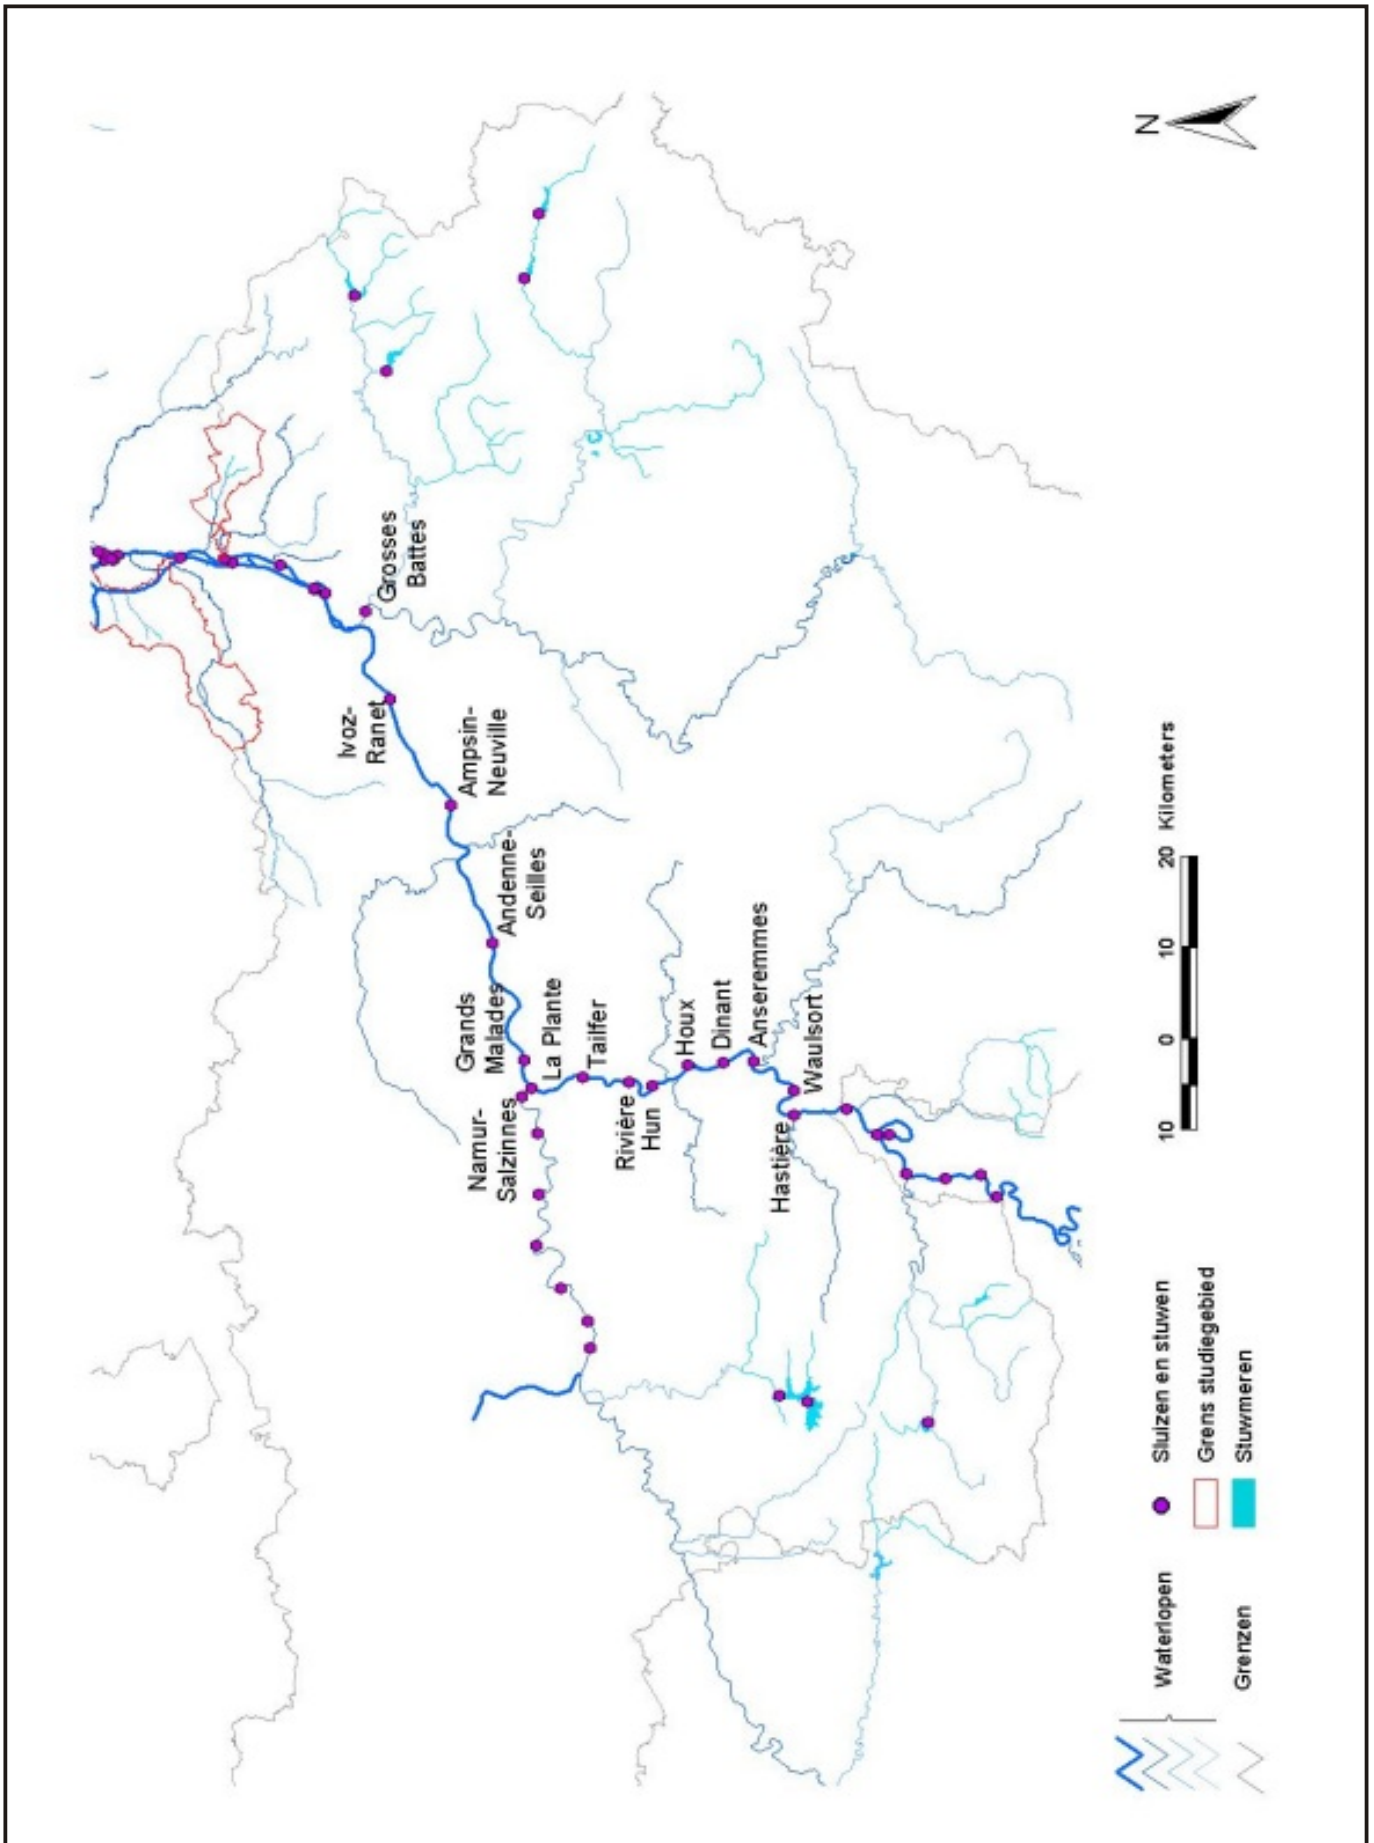 N
Grosses
Battes
Ivoz-
Ranet
Ampsin-
Neuville
Andenne-
Seilles
Grands
Malades
La Plante
Namur-
Salzinnes
Tailfer
Rivière
Hun
Houx
Dinant
Anseremmes
Waulsort
Hastière
10 0 10 20 Kilometers
Waterlopen
Grenzen
Sluizen en stuwen
Grens studiegebied
Stuwmeren